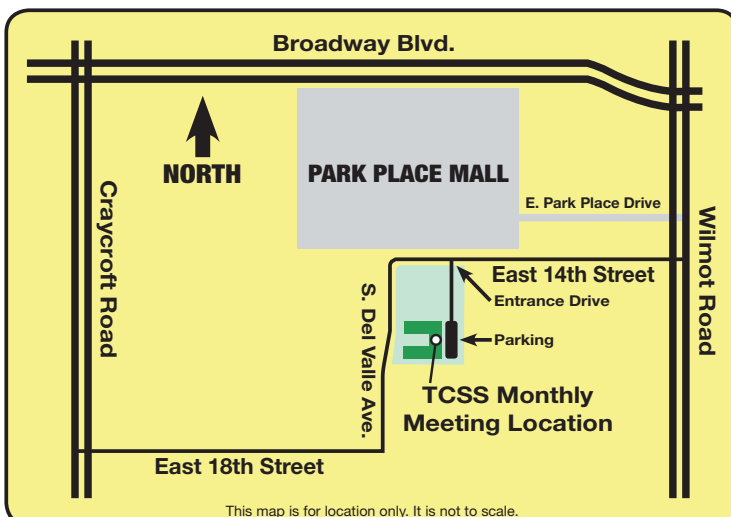 Broadway Blvd.
NORTH
PARK PLACE MALL
E. Park Place Drive
Craycroft Road
Wilmot Road
East 14th Street
Entrance Drive
S. Del Valle Ave.
Parking
TCSS Monthly
Meeting Location
East 18th Street
This map is for location only. It is not to scale.